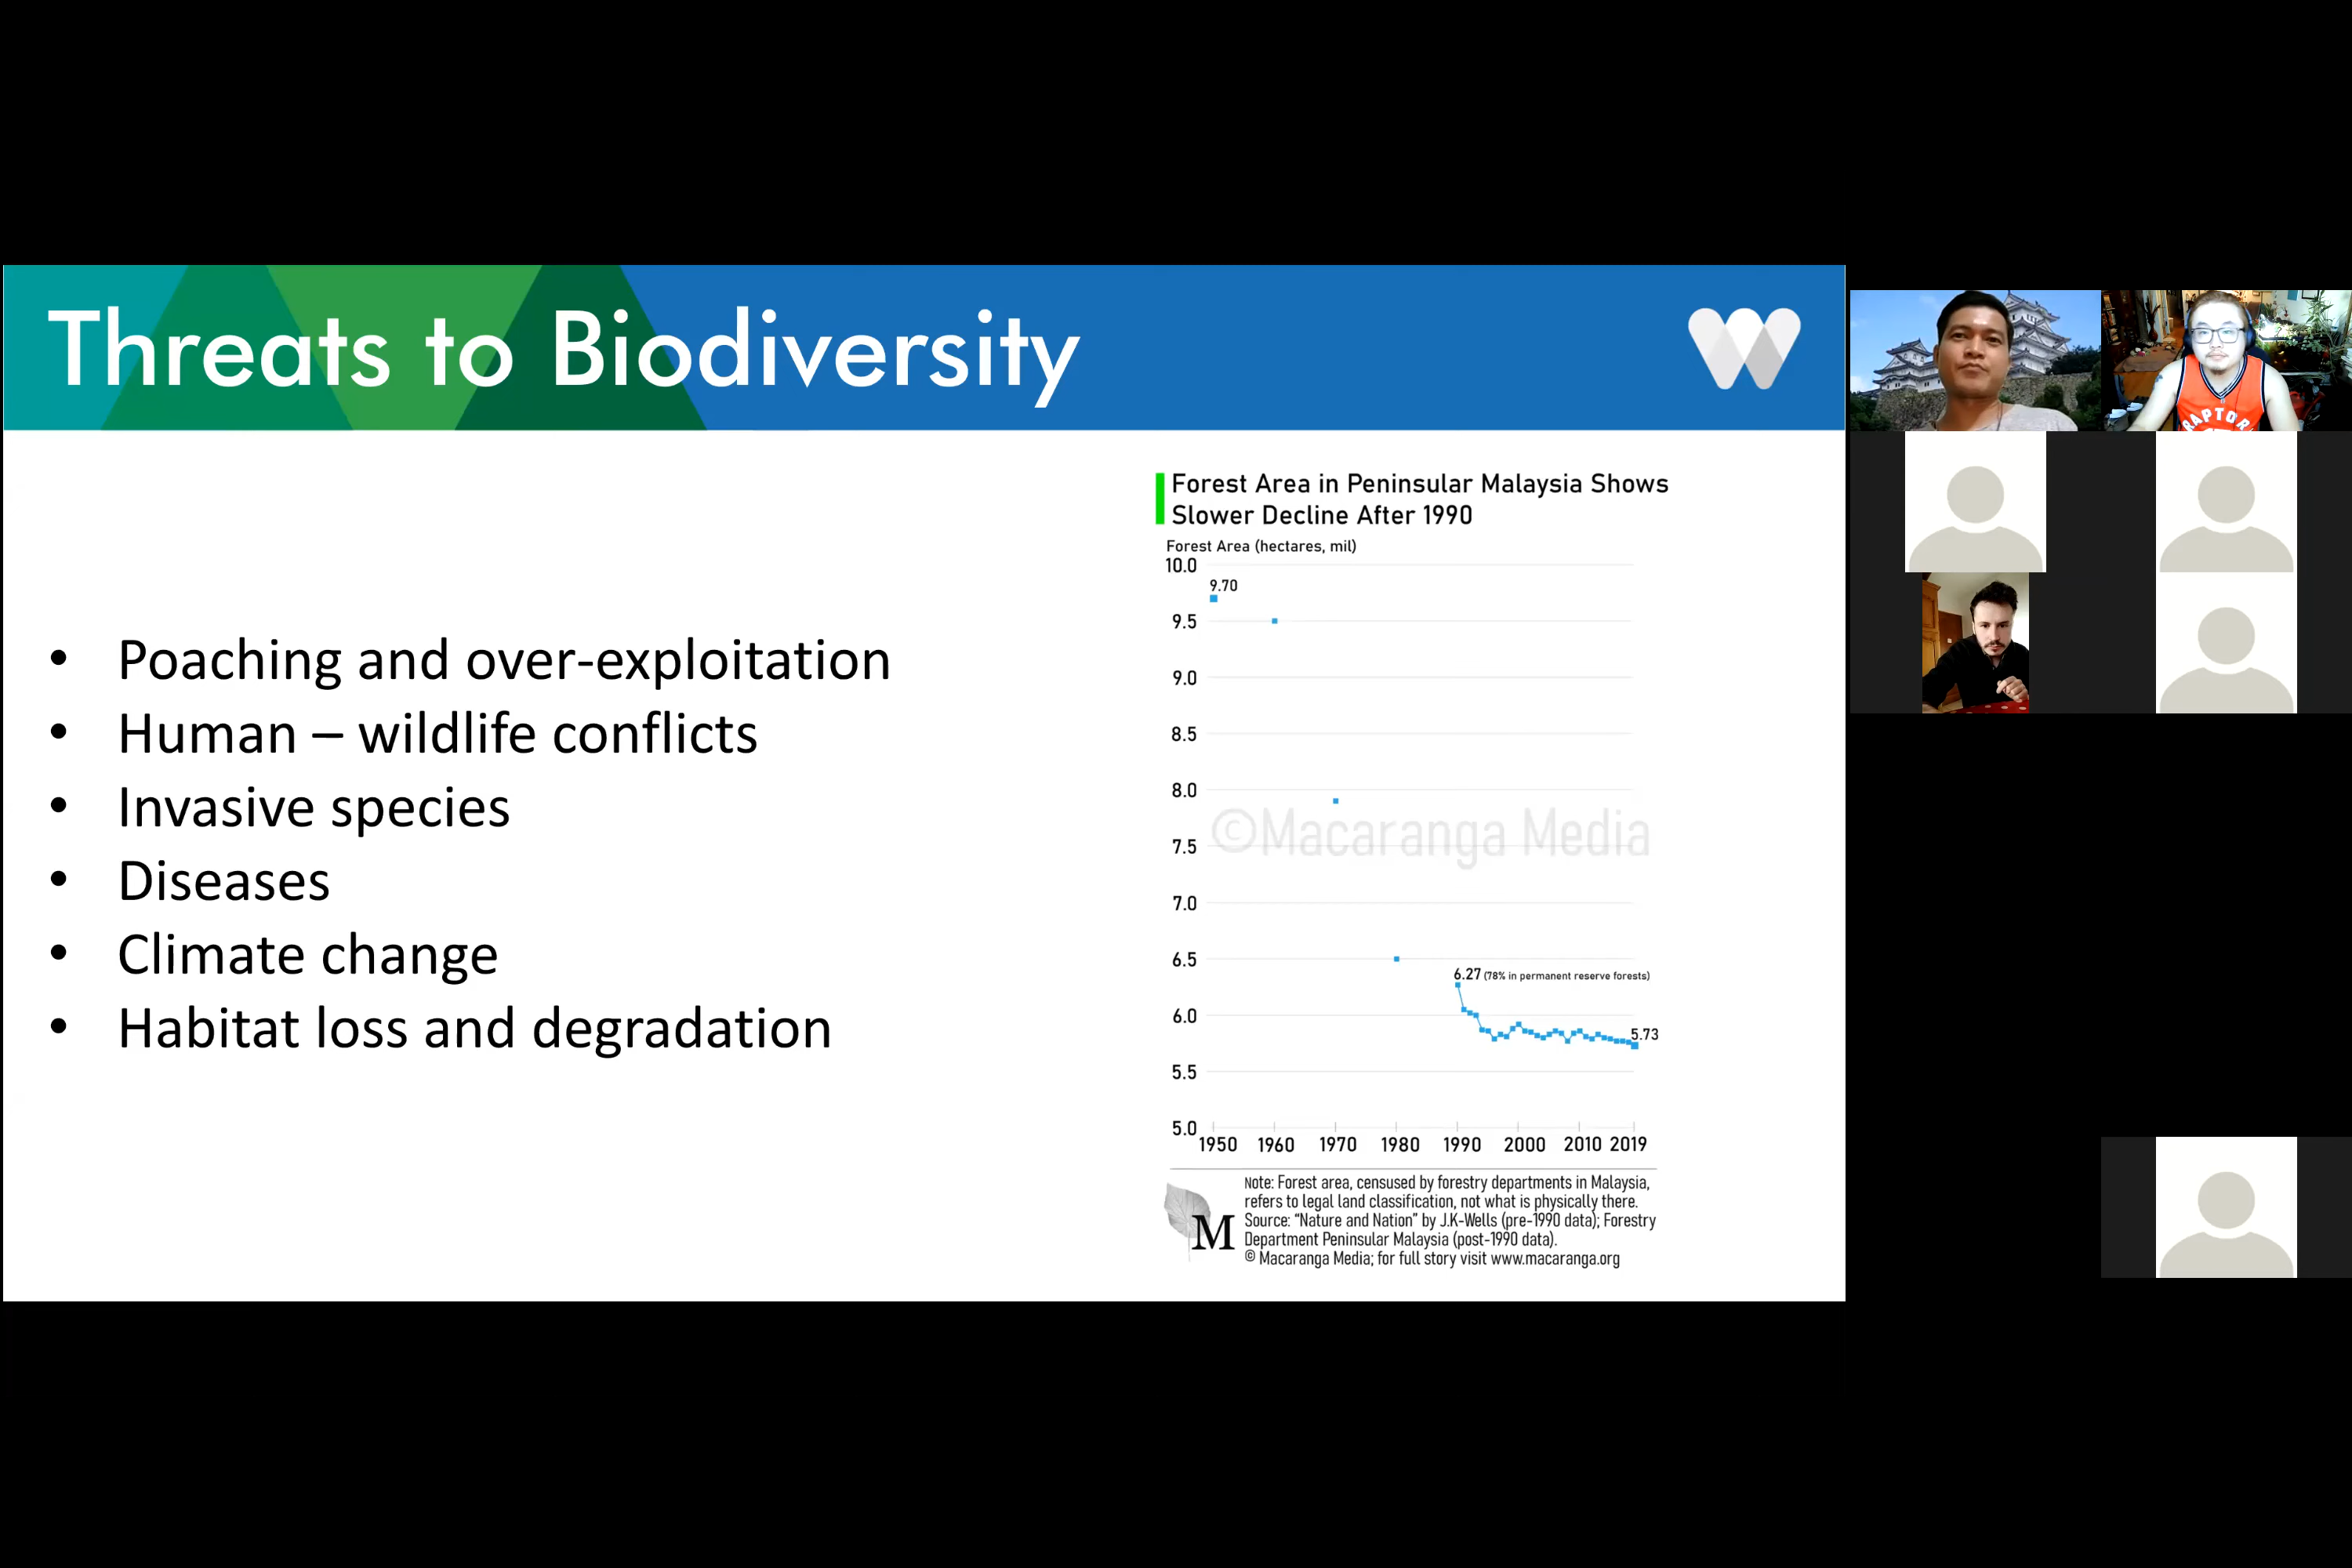 Threats to Biodiversity
• Poaching and over-exploitation
• Human – wildlife conflicts
• Invasive species
• Diseases
• Climate change
• Habitat loss and degradation
Forest Area in Peninsular Malaysia Shows
Slower Decline After 1990
Forest Area (hectares, mil)
10.0
9.70
9.5
9.0
8.5
8.0
©Macaranga Media
7.5
7.0
6.5
6.27 (78% in permanent reserve forests)
6.0
5.73
5.5
5.0
1950 1960 1970 1980 1990 2000 2010 2019
M
Note: Forest area, censused by forestry departments in Malaysia,
refers to legal land classification, not what is physically there.
Source: “Nature and Nation” by J.K-Wells (pre-1990 data); Forestry
Department Peninsular Malaysia (post-1990 data).
© Macaranga Media; for full story visit www.macaranga.org
RAPTOR